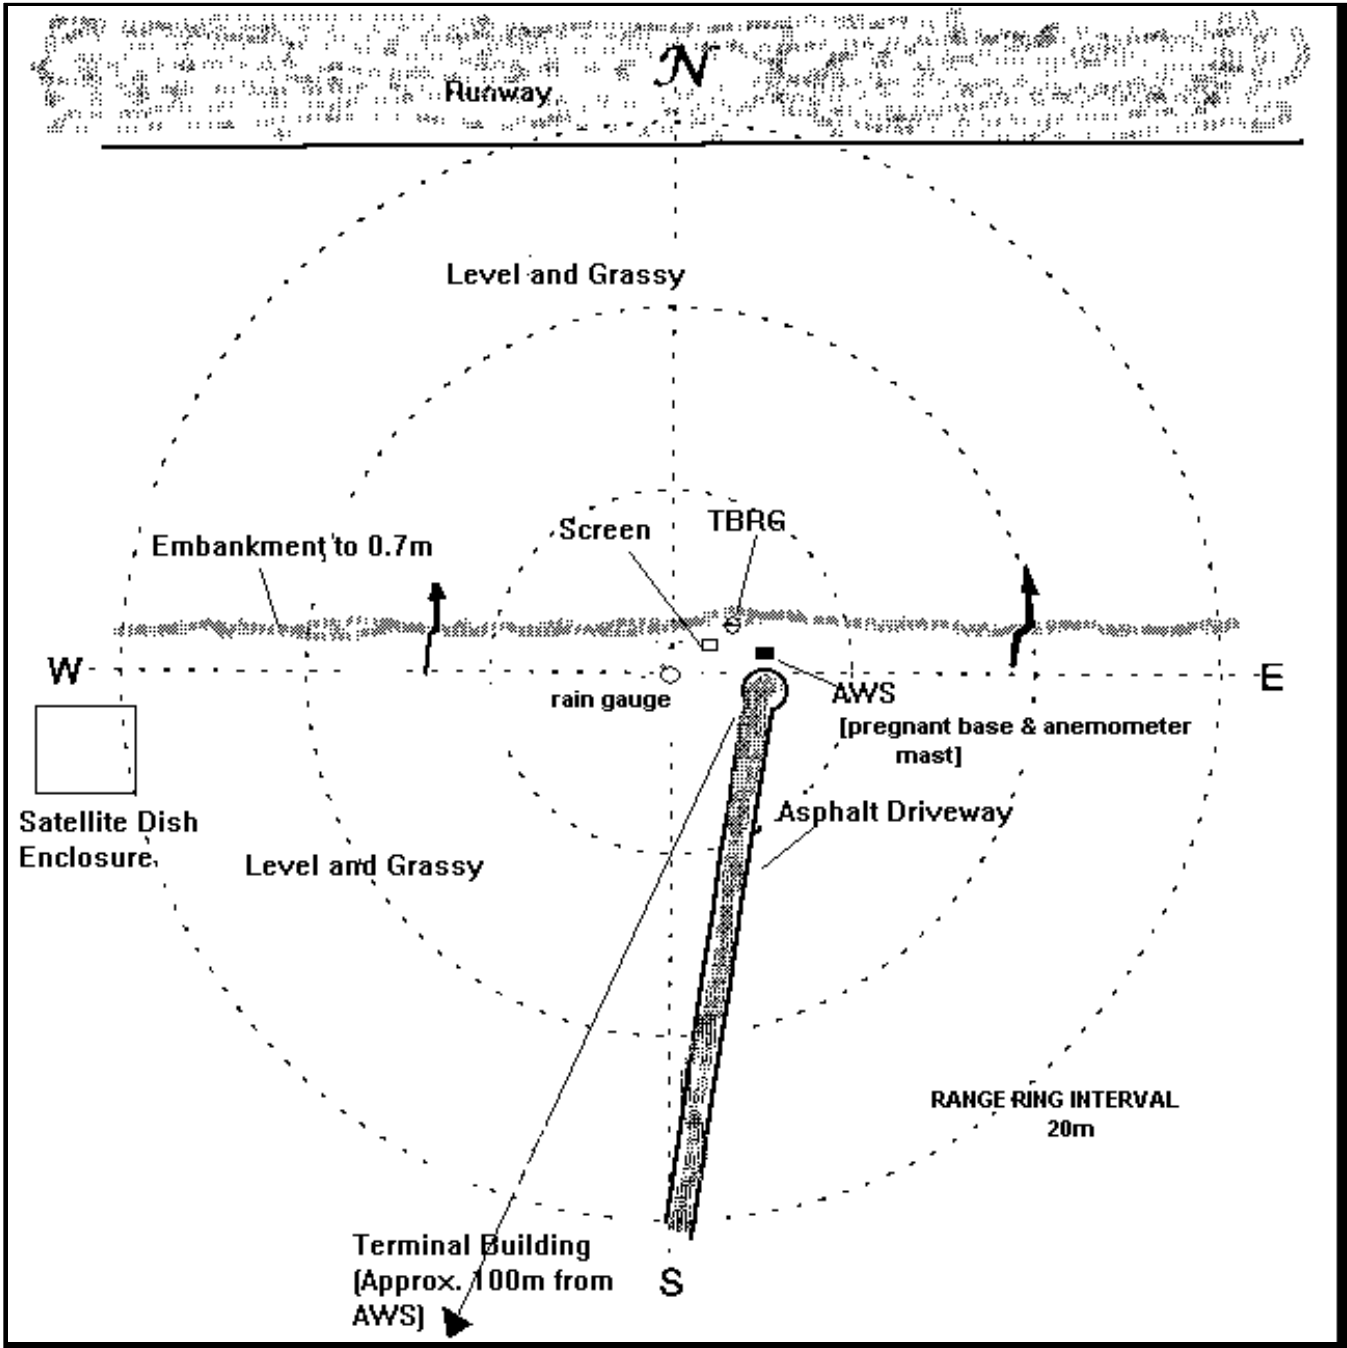 N
Runway
Level and Grassy
Screen
TBRG
Embankment to 0.7m
W
E
rain gauge
AWS
[pregnant base & anemometer
mast]
Satellite Dish
Enclosure
Asphalt Driveway
Level and Grassy
RANGE RING INTERVAL
20m
Terminal Building
(Approx. 100m from
AWS)
S